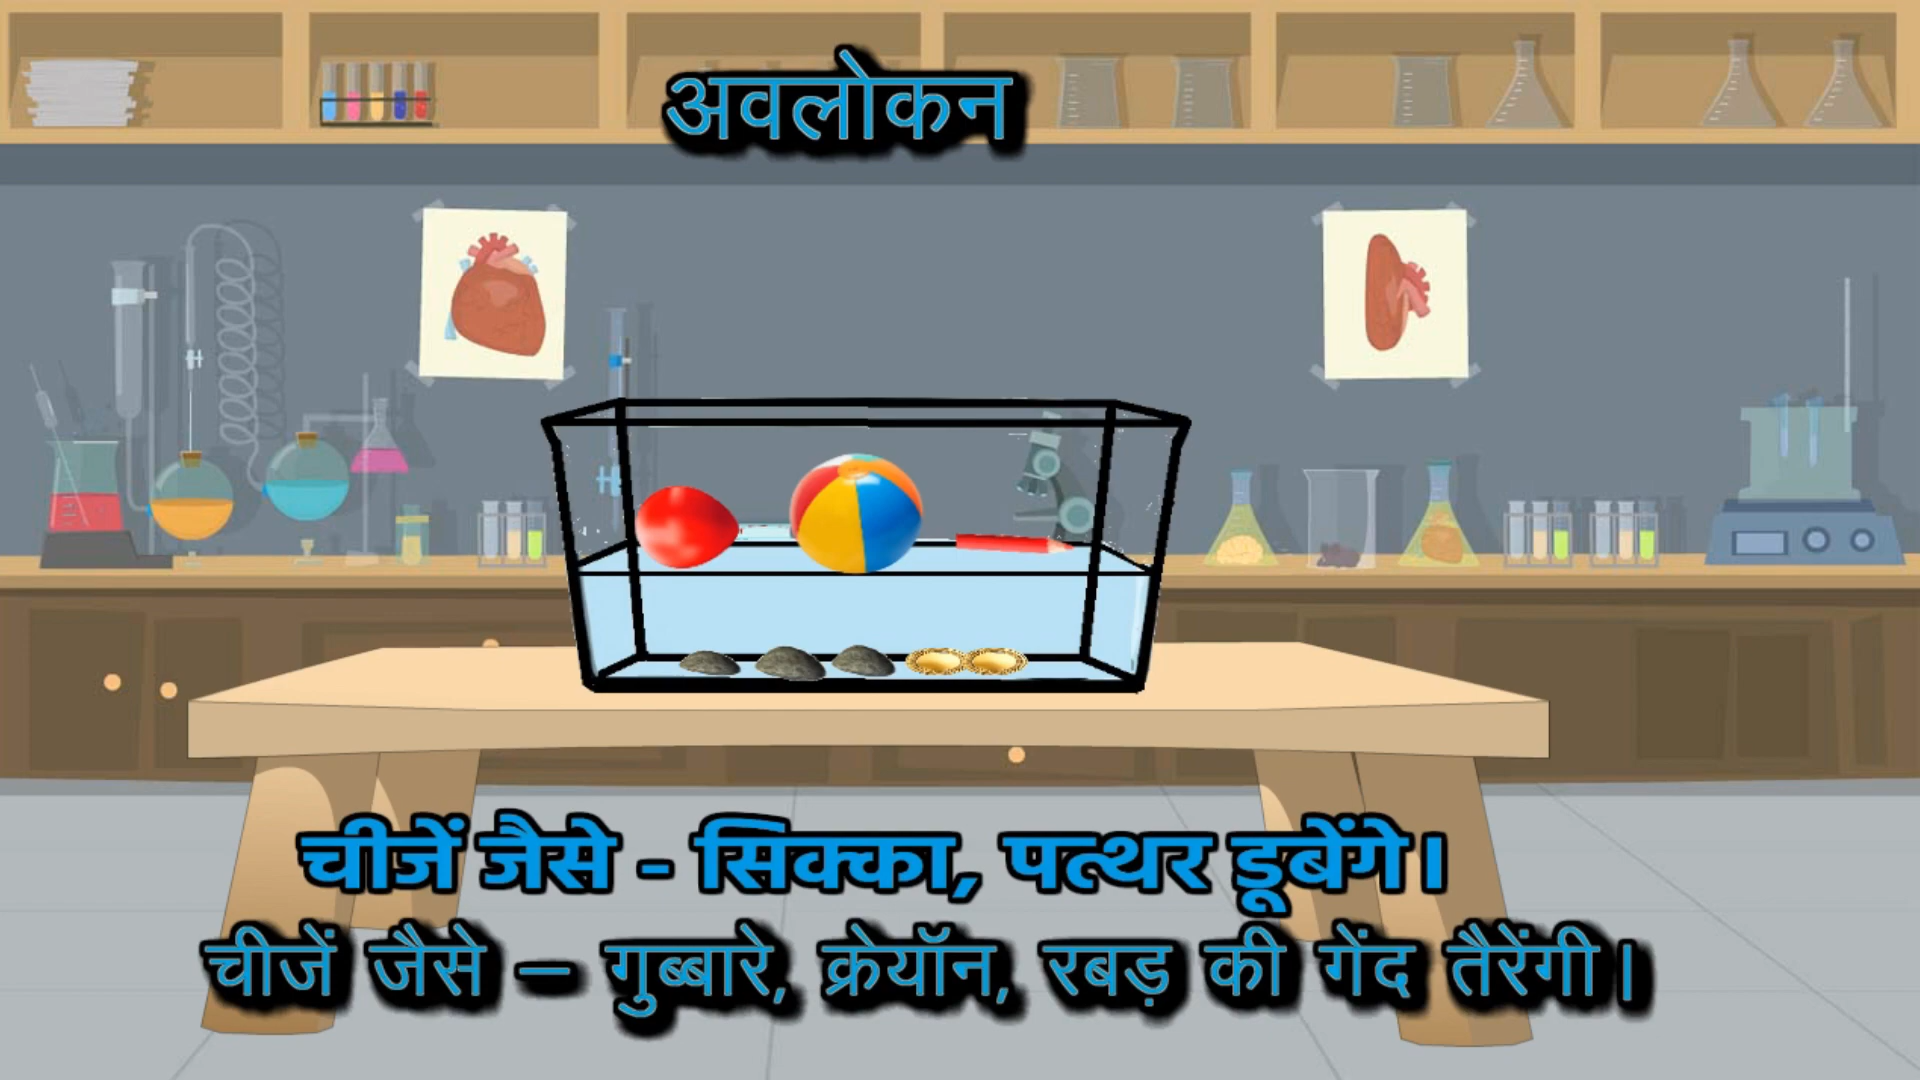 अवलोकन
चीजें जैसे - सिक्का, पत्थर डूबेंगे।
चीजें जैसे – गुब्बारे, क्रेयॉन, रबड़ की गेंद तैरेंगी।